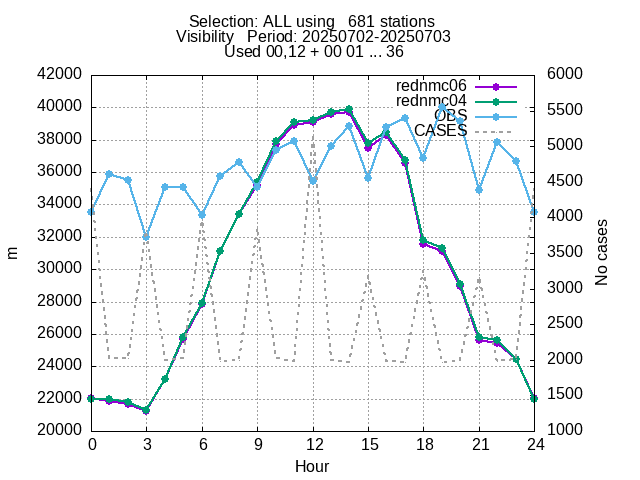 Selection: ALL using   681 stations
Visibility   Period: 20250702-20250703
Used 00,12 + 00 01 ... 36
42000
40000
38000
36000
34000
32000
30000
28000
26000
24000
22000
20000
6000
5500
5000
4500
4000
3500
3000
2500
2000
1500
1000
rednmc06
rednmc04
OBS
CASES
m
No cases
0 3 6 9 12 15 18 21 24
Hour